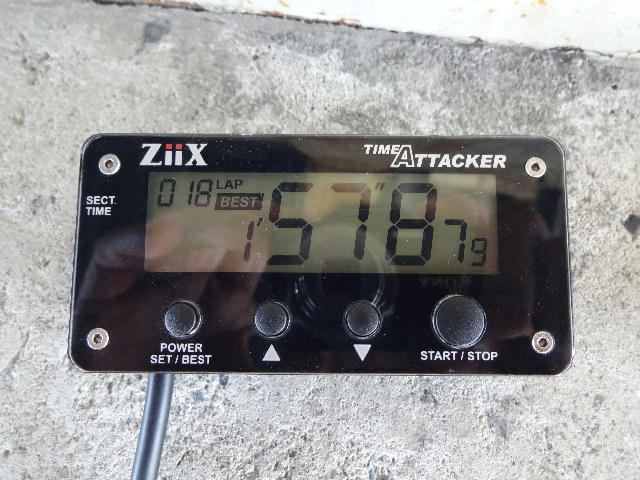 ZiiX
TIME ATTACKER
SECT.
TIME
018 LAP
BEST
1'57"879
POWER
SET / BEST
▲
▼
START / STOP